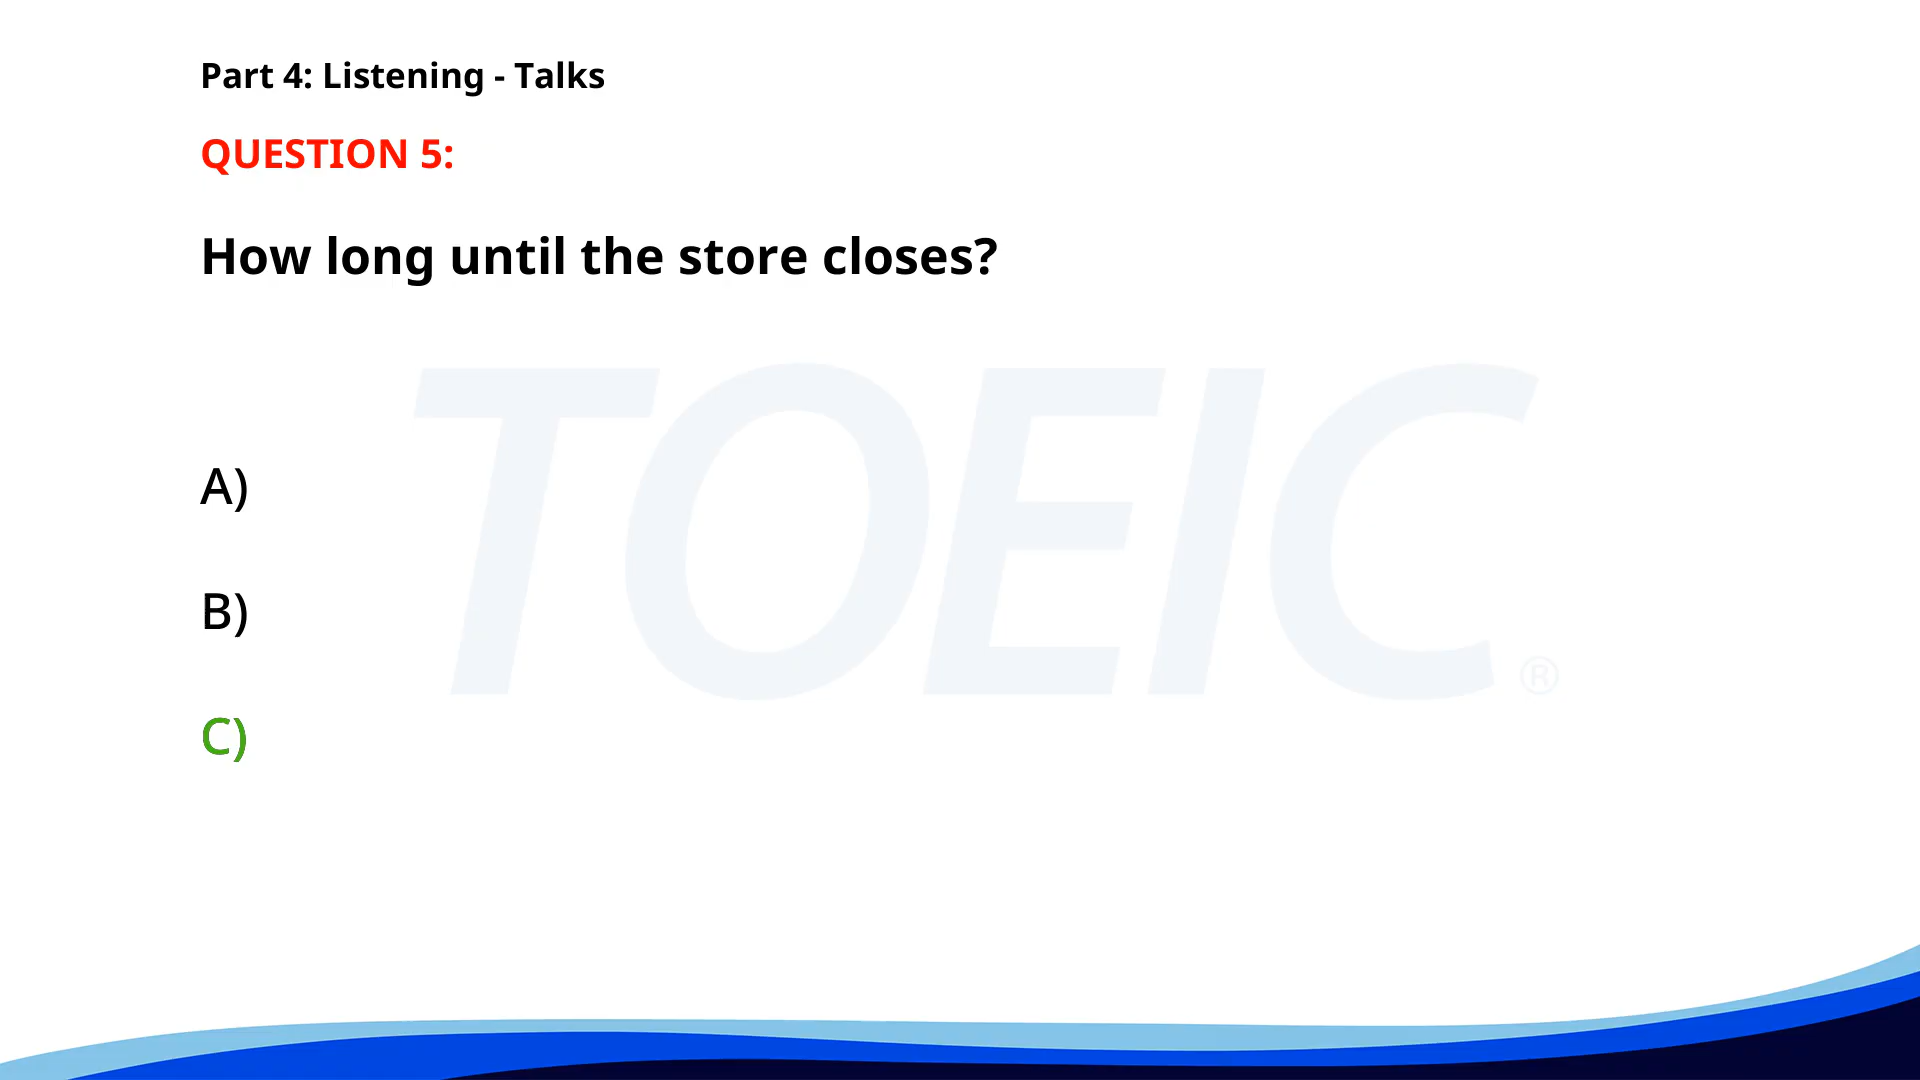 Part 4: Listening - Talks
QUESTION 5:
How long until the store closes?
TOEIC®
A)
B)
C)